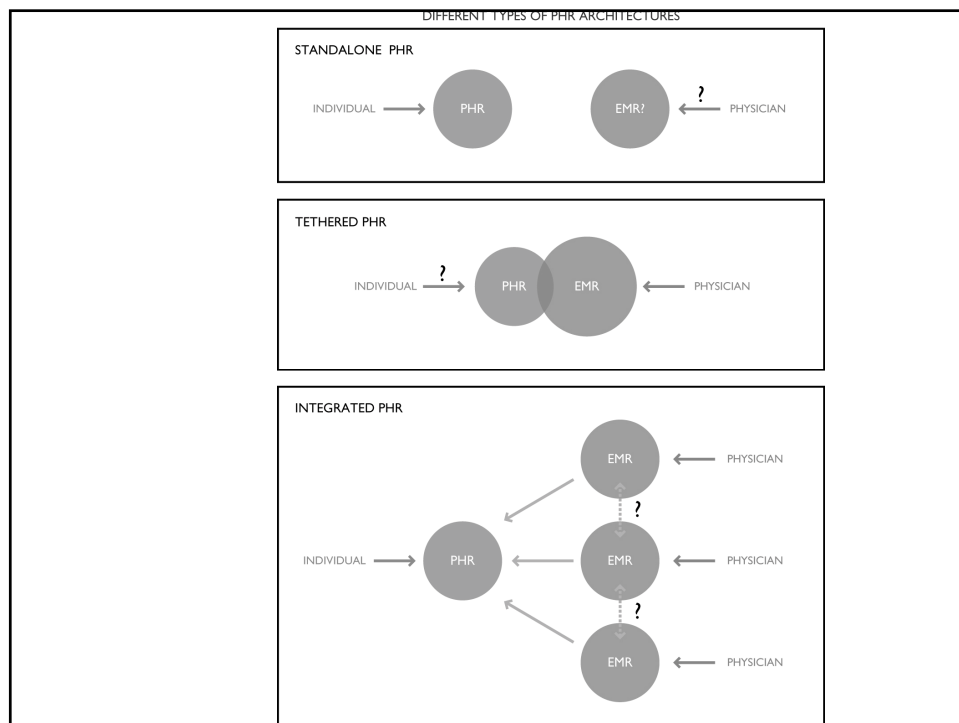 DIFFERENT TYPES OF PHR ARCHITECTURES
STANDALONE PHR
?
INDIVIDUAL PHR EMR? PHYSICIAN
TETHERED PHR
?
INDIVIDUAL PHR EMR PHYSICIAN
INTEGRATED PHR
EMR PHYSICIAN
?
INDIVIDUAL PHR EMR PHYSICIAN
?
EMR PHYSICIAN